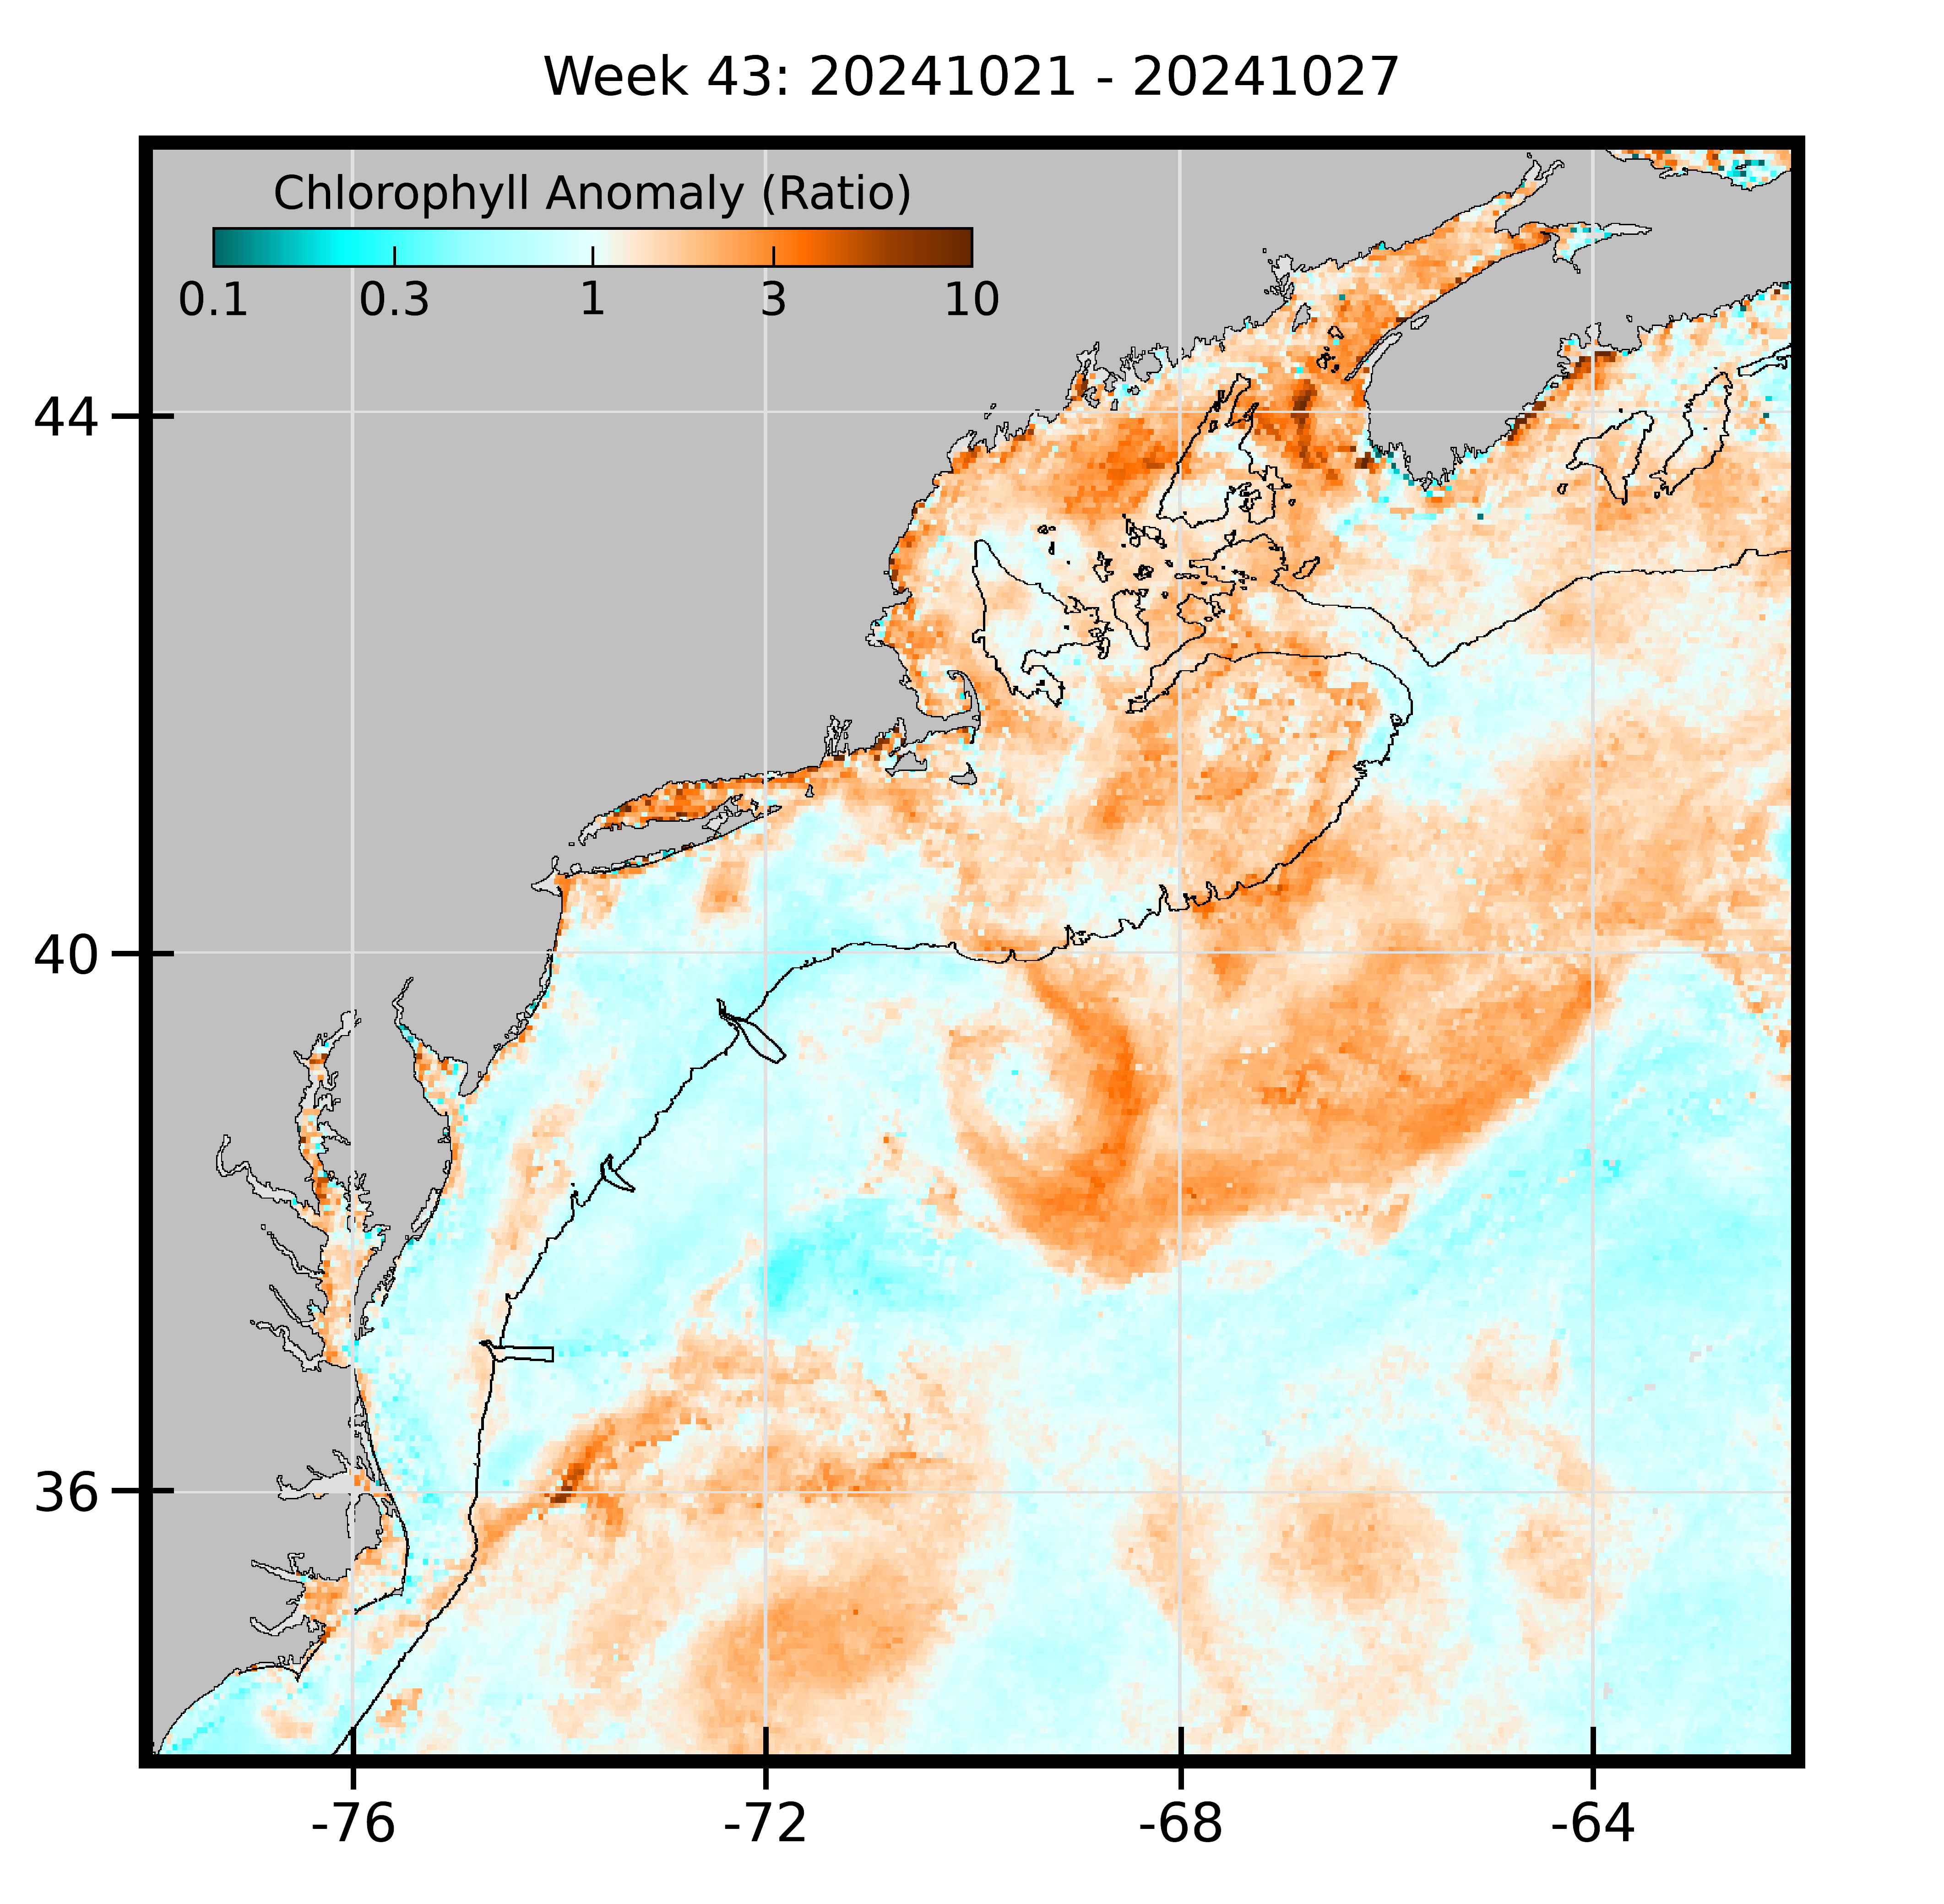 Week 43: 20241021 - 20241027
Chlorophyll Anomaly (Ratio)
0.1 0.3 1 3 10
44
40
36
-76 -72 -68 -64